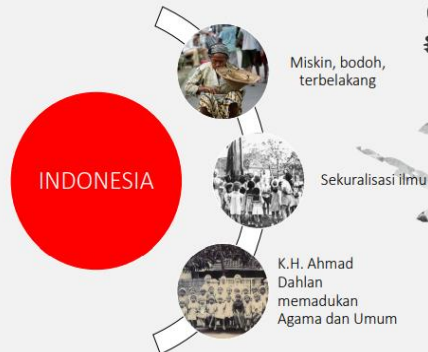 INDONESIA
Miskin, bodoh,
terbelakang
Sekuralisasi ilmu
K.H. Ahmad
Dahlan
memadukan
Agama dan Umum